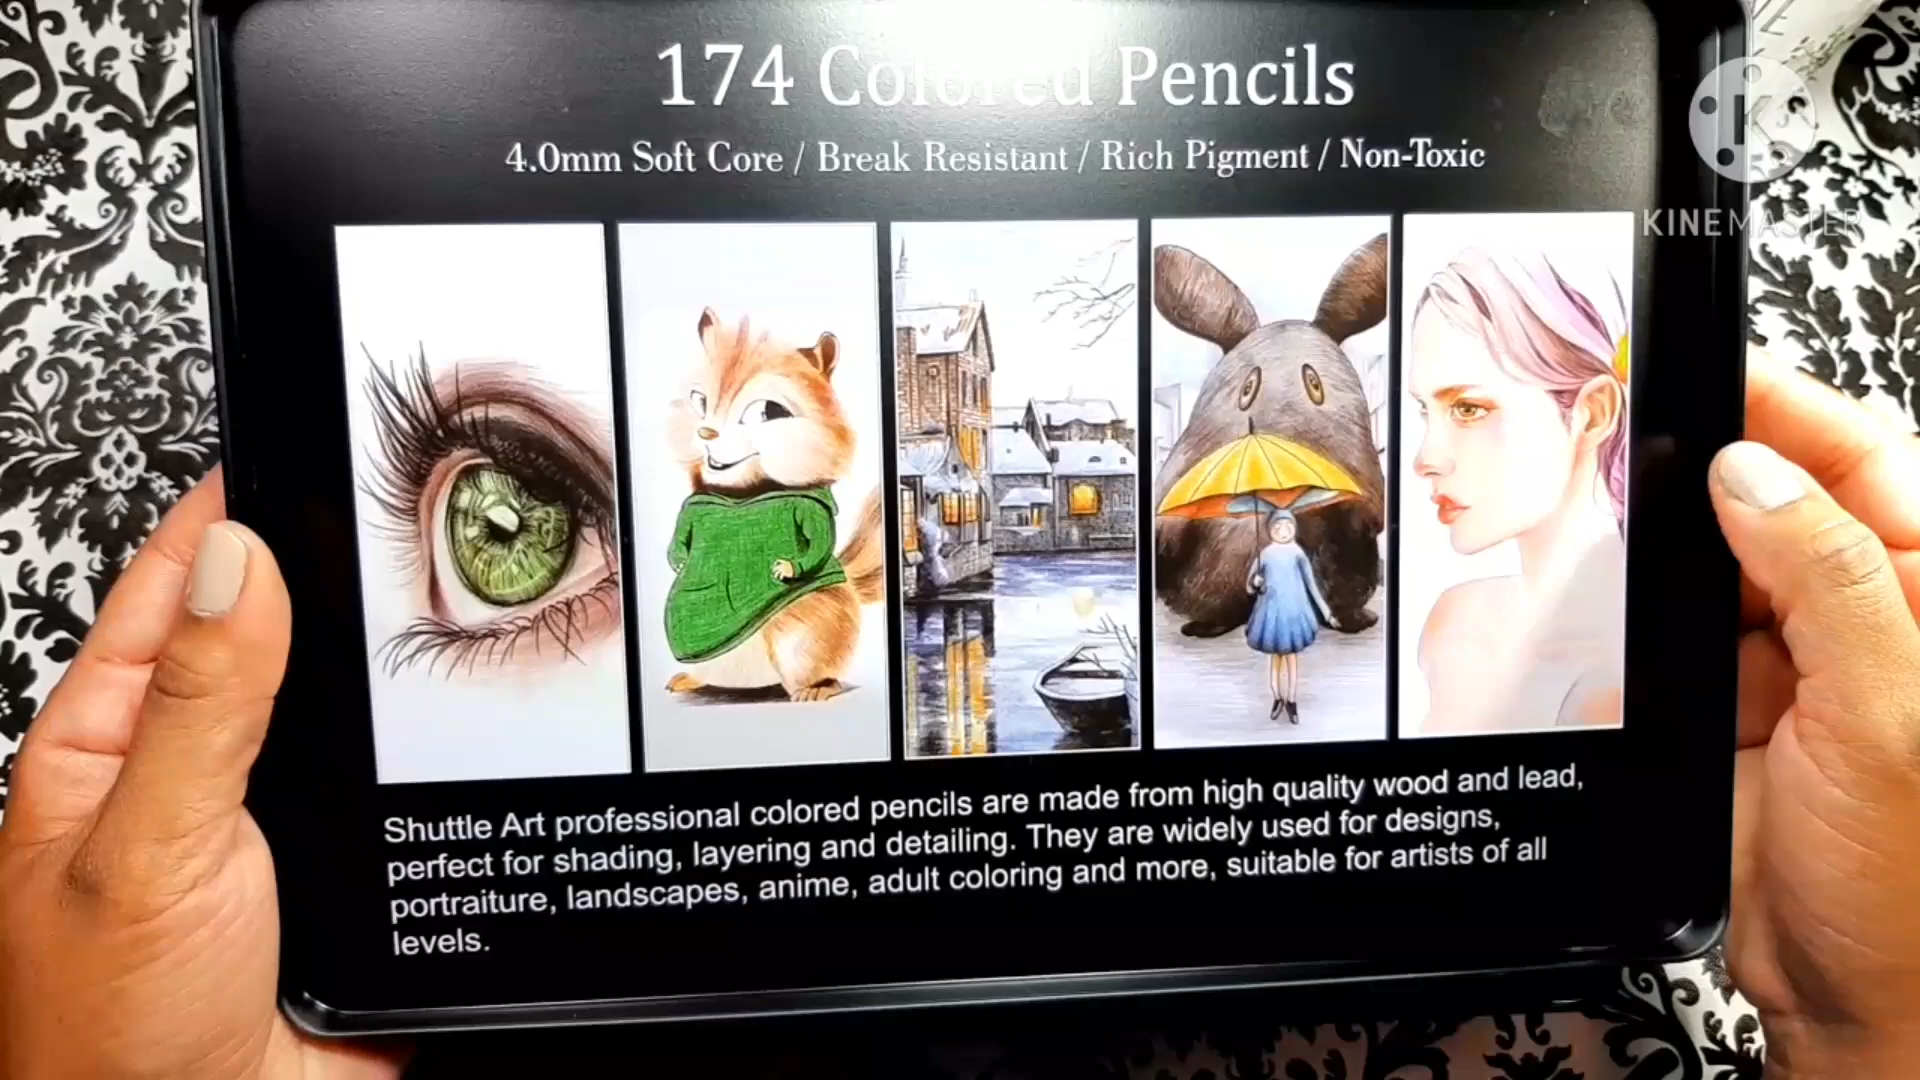 174 Colored Pencils
4.0mm Soft Core / Break Resistant / Rich Pigment / Non-Toxic
K
KINEMASTER
Shuttle Art professional colored pencils are made from high quality wood and lead,
perfect for shading, layering and detailing. They are widely used for designs,
portraiture, landscapes, anime, adult coloring and more, suitable for artists of all
levels.